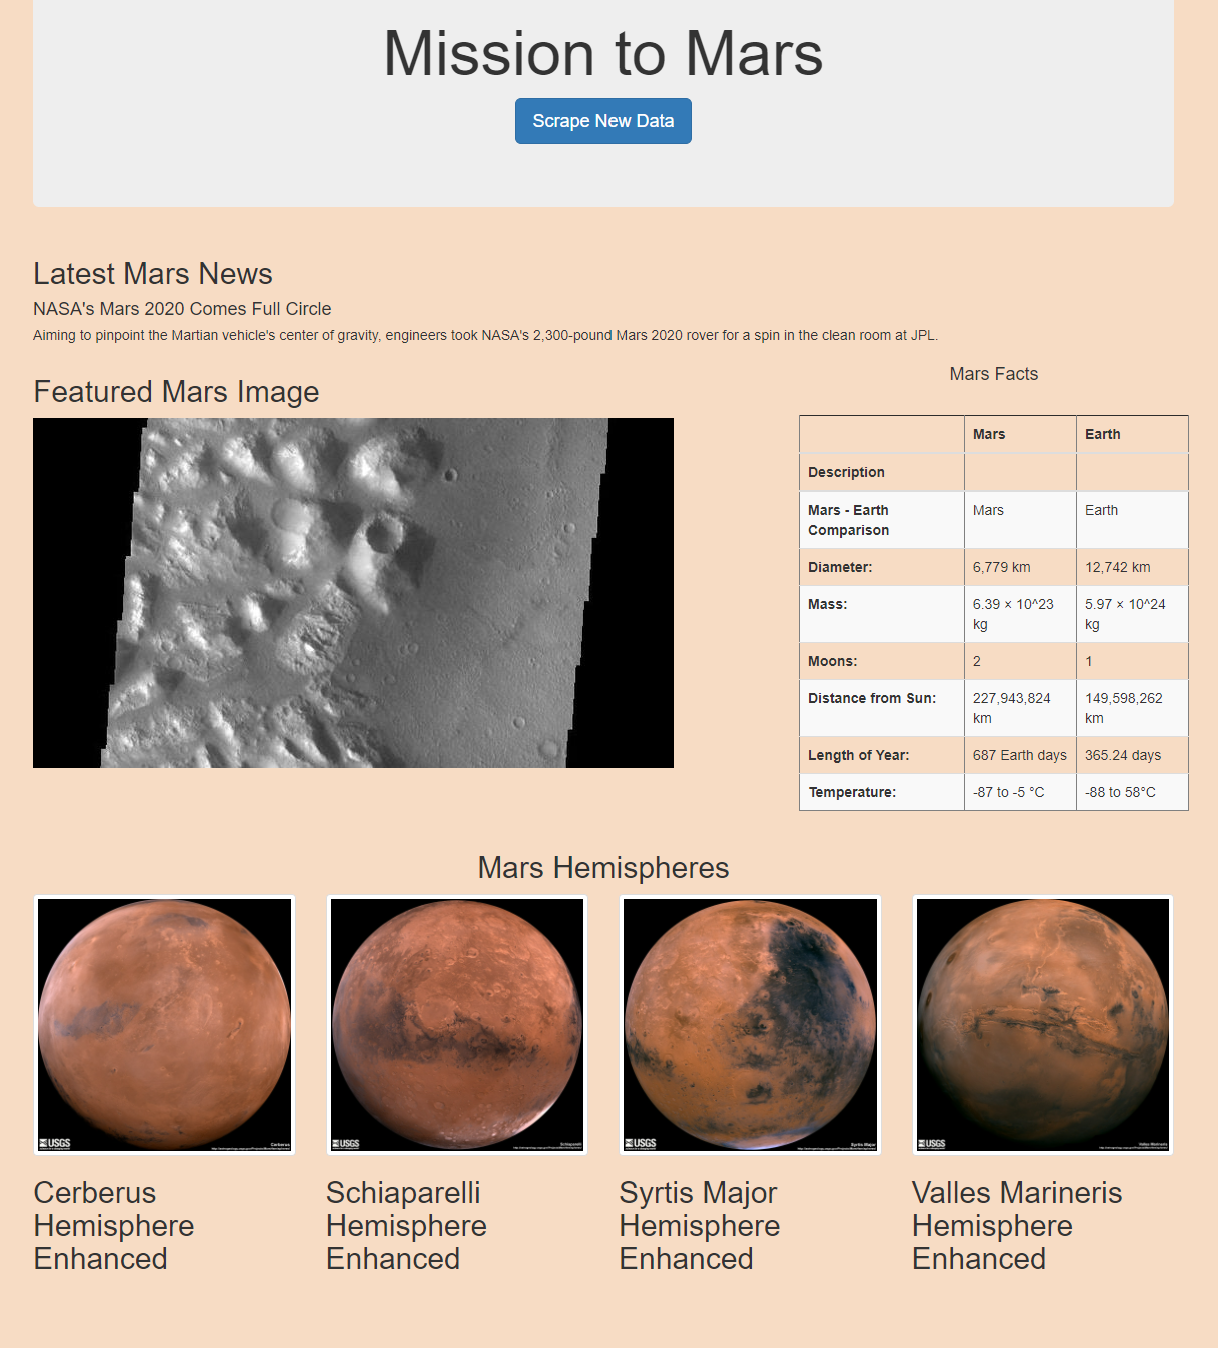 Mission to Mars
Scrape New Data
Latest Mars News
NASA's Mars 2020 Comes Full Circle
Aiming to pinpoint the Martian vehicle's center of gravity, engineers took NASA's 2,300-pound Mars 2020 rover for a spin in the clean room at JPL.
Featured Mars Image
Mars Facts
Mars Earth
Description
Mars - Earth Comparison Mars Earth
Diameter: 6,779 km 12,742 km
Mass: 6.39 × 10^23 kg 5.97 × 10^24 kg
Moons: 2 1
Distance from Sun: 227,943,824 km 149,598,262 km
Length of Year: 687 Earth days 365.24 days
Temperature: -87 to -5 °C -88 to 58°C
Mars Hemispheres
USGS Cerberus
USGS Schiaparelli
USGS Syrtis Major
USGS Valles Marineris
Cerberus
Hemisphere
Enhanced
Schiaparelli
Hemisphere
Enhanced
Syrtis Major
Hemisphere
Enhanced
Valles Marineris
Hemisphere
Enhanced